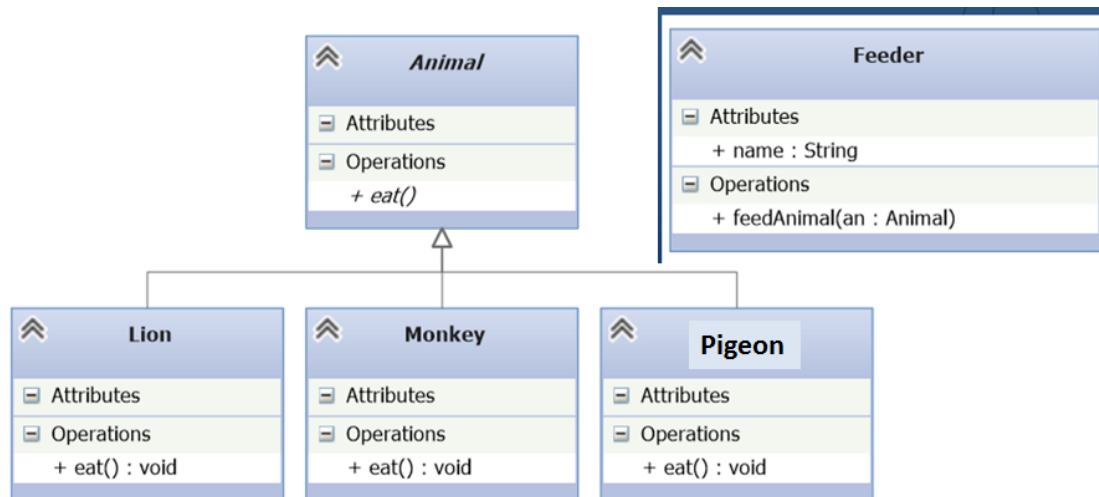 Animal
Attributes
Operations
+ eat()
Feeder
Attributes
+ name : String
Operations
+ feedAnimal(an : Animal)
Lion
Attributes
Operations
+ eat() : void
Monkey
Attributes
Operations
+ eat() : void
Pigeon
Attributes
Operations
+ eat() : void